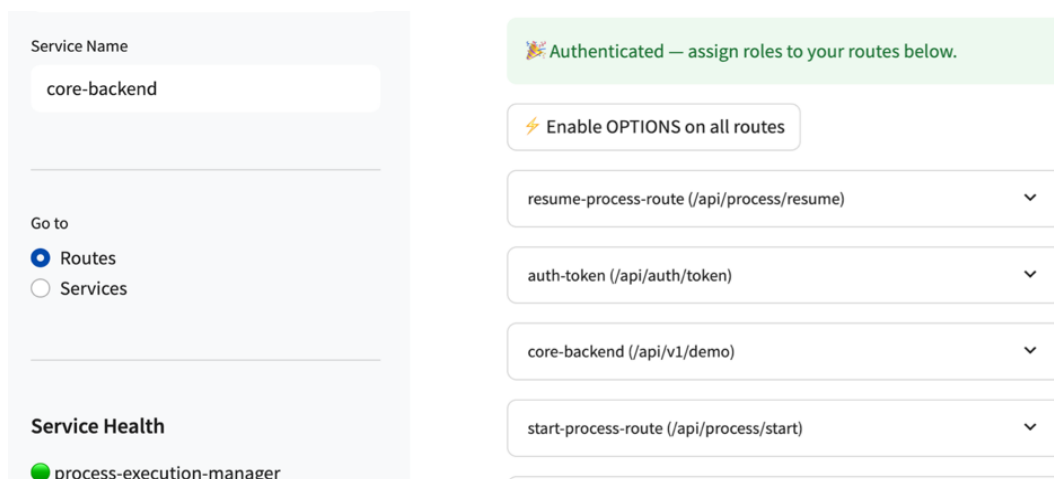 Service Name
core-backend
Go to
Routes
Services
Service Health
process-execution-manager
🎉 Authenticated — assign roles to your routes below.
⚡ Enable OPTIONS on all routes
resume-process-route (/api/process/resume)
auth-token (/api/auth/token)
core-backend (/api/v1/demo)
start-process-route (/api/process/start)